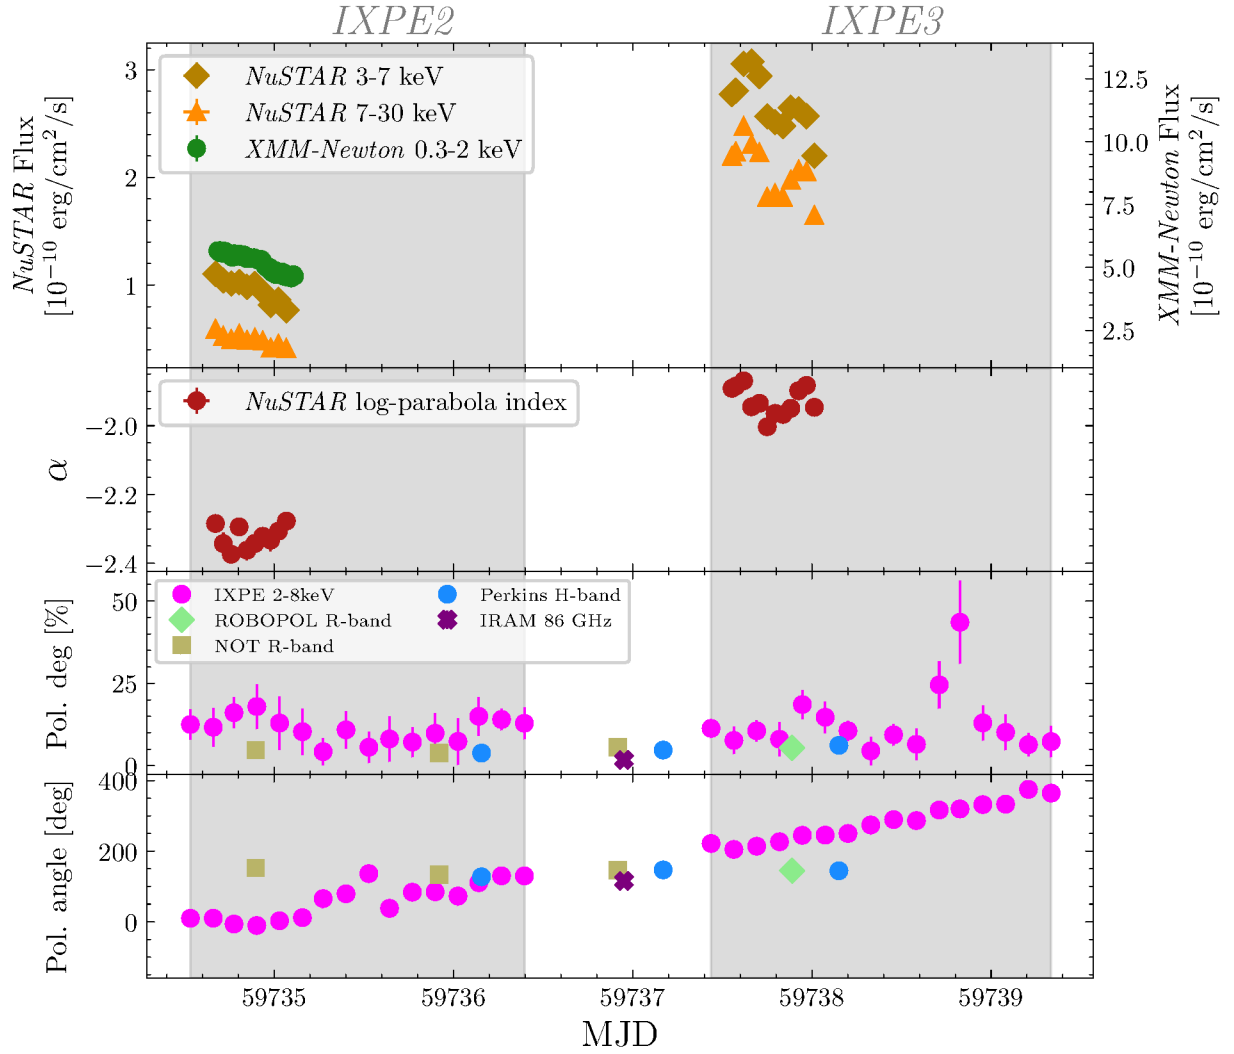 IXPE2 IXPE3
NuSTAR Flux
[10⁻¹⁰ erg/cm²/s]
3
2
1
NuSTAR 3-7 keV
NuSTAR 7-30 keV
XMM-Newton 0.3-2 keV
12.5
10.0
7.5
5.0
2.5
XMM-Newton Flux
[10⁻¹⁰ erg/cm²/s]
α
−2.0
−2.2
−2.4
NuSTAR log-parabola index
Pol. deg [%]
50
25
0
IXPE 2-8keV
ROBOPOL R-band
NOT R-band
Perkins H-band
IRAM 86 GHz
Pol. angle [deg]
400
200
0
59735 59736 59737 59738 59739
MJD